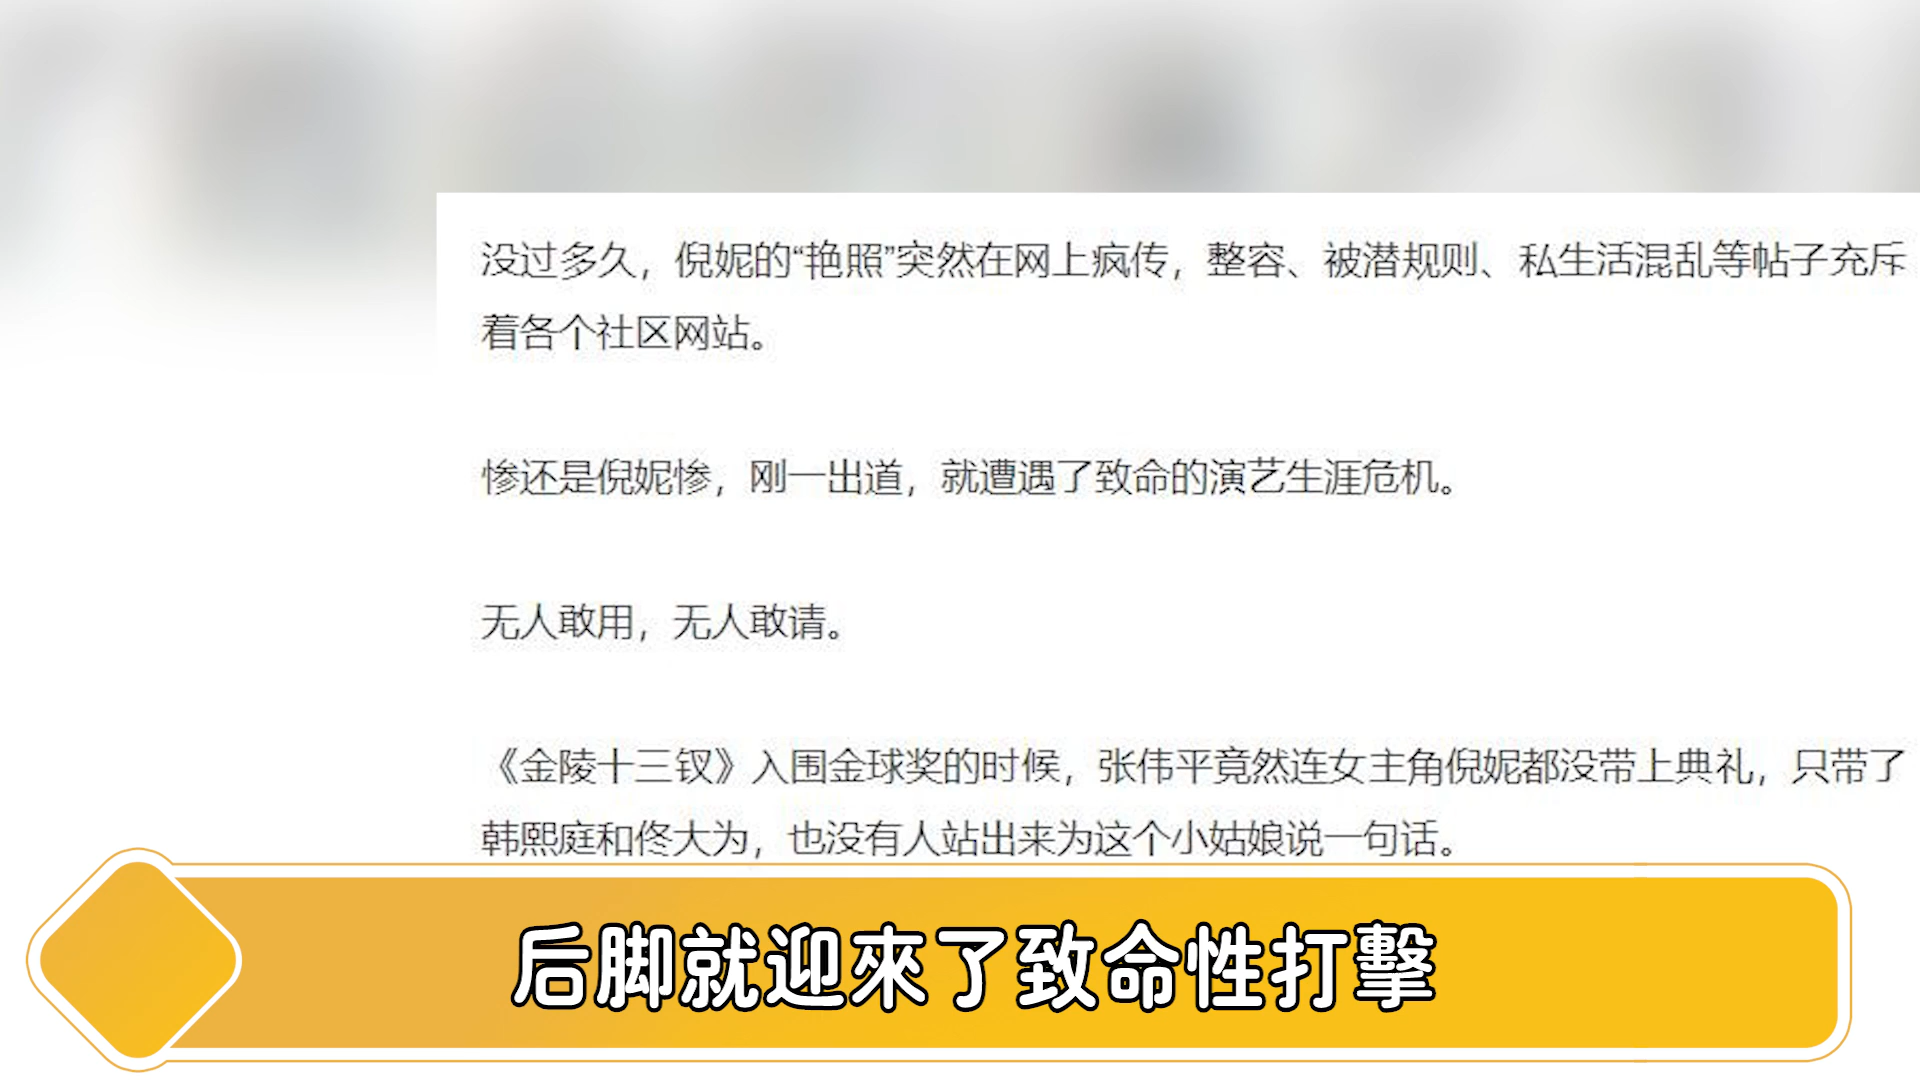 没过多久，倪妮的“艳照”突然在网上疯传，整容、被潜规则、私生活混乱等帖子充斥
着各个社区网站。
惨还是倪妮惨，刚一出道，就遭遇了致命的演艺生涯危机。
无人敢用，无人敢请。
《金陵十三钗》入围金球奖的时候，张伟平竟然连女主角倪妮都没带上典礼，只带了
韩熙庭和佟大为，也没有人站出来为这个小姑娘说一句话。
后脚就迎來了致命性打擊